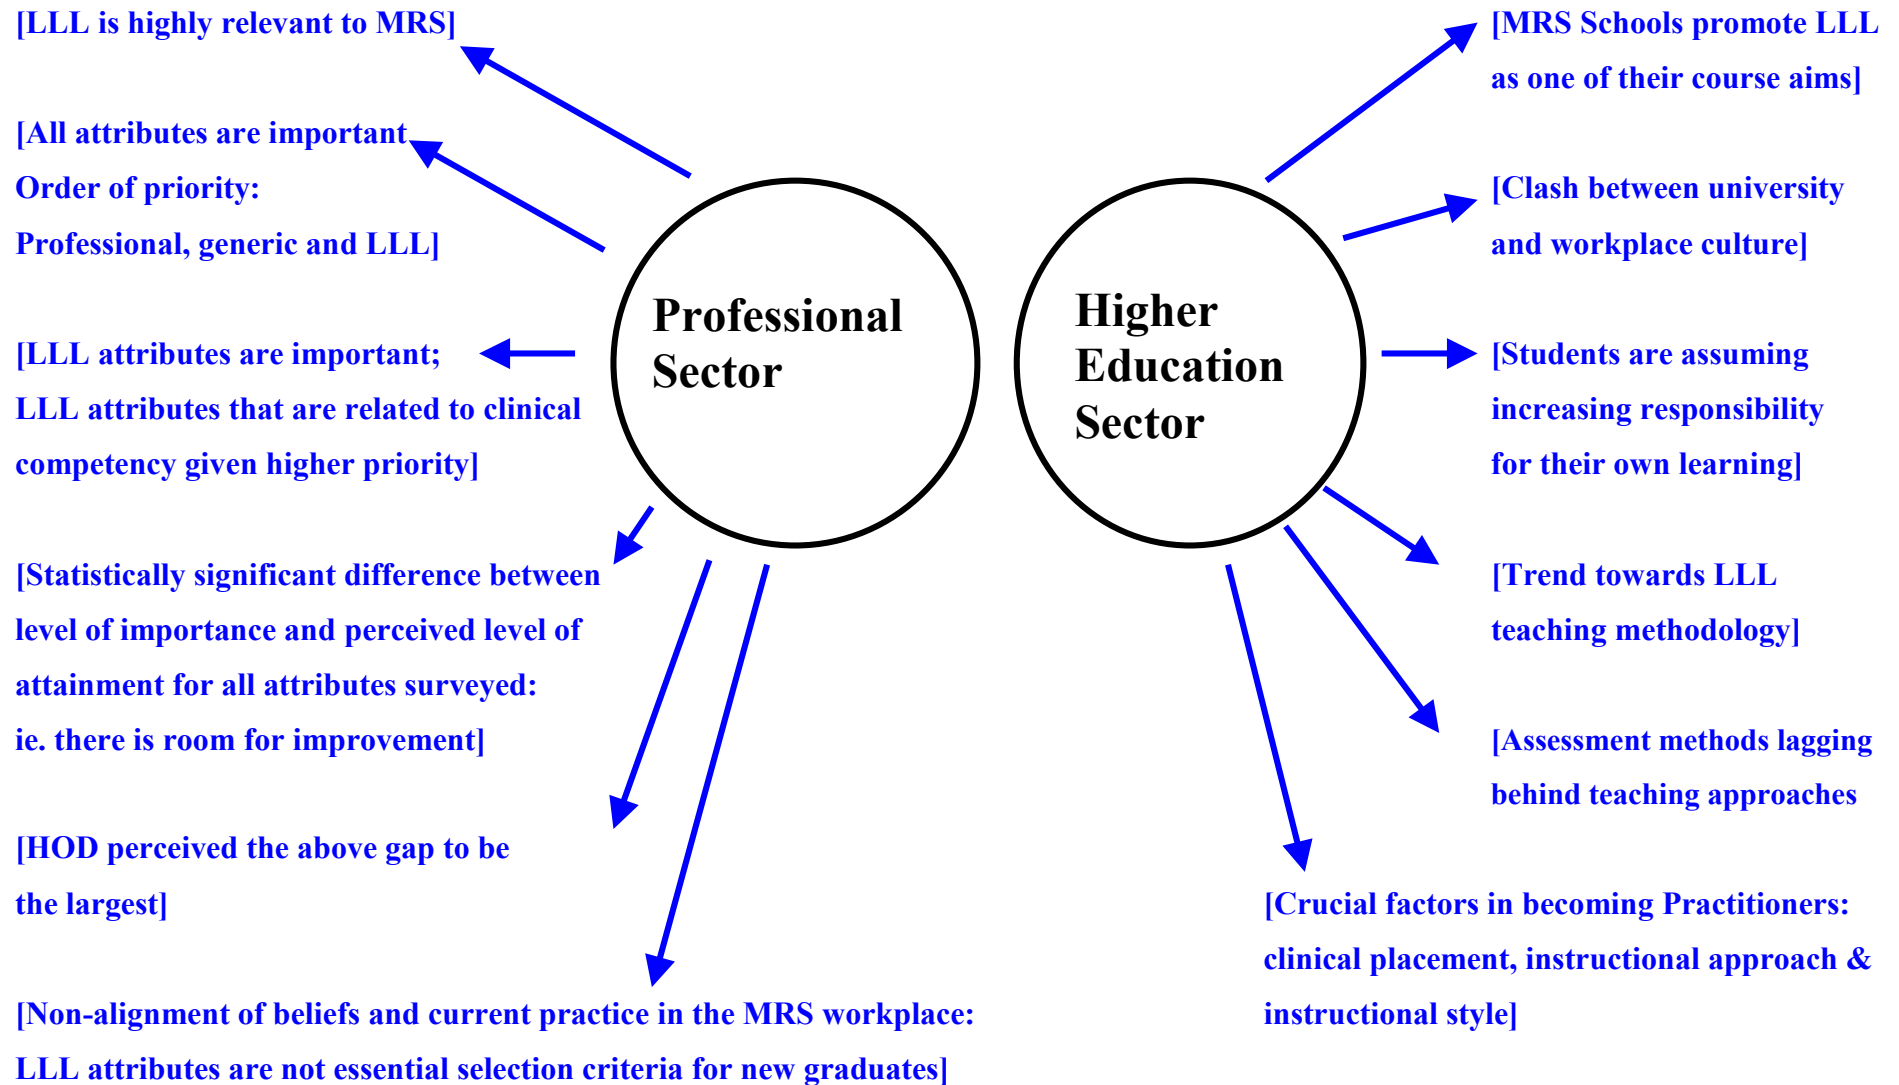 [LLL is highly relevant to MRS]
[All attributes are important
Order of priority:
Professional, generic and LLL]
[LLL attributes are important;
LLL attributes that are related to clinical
competency given higher priority]
[Statistically significant difference between
level of importance and perceived level of
attainment for all attributes surveyed:
ie. there is room for improvement]
[HOD perceived the above gap to be
the largest]
[Non-alignment of beliefs and current practice in the MRS workplace:
LLL attributes are not essential selection criteria for new graduates]
Professional
Sector
Higher
Education
Sector
[MRS Schools promote LLL
as one of their course aims]
[Clash between university
and workplace culture]
[Students are assuming
increasing responsibility
for their own learning]
[Trend towards LLL
teaching methodology]
[Assessment methods lagging
behind teaching approaches
[Crucial factors in becoming Practitioners:
clinical placement, instructional approach &
instructional style]